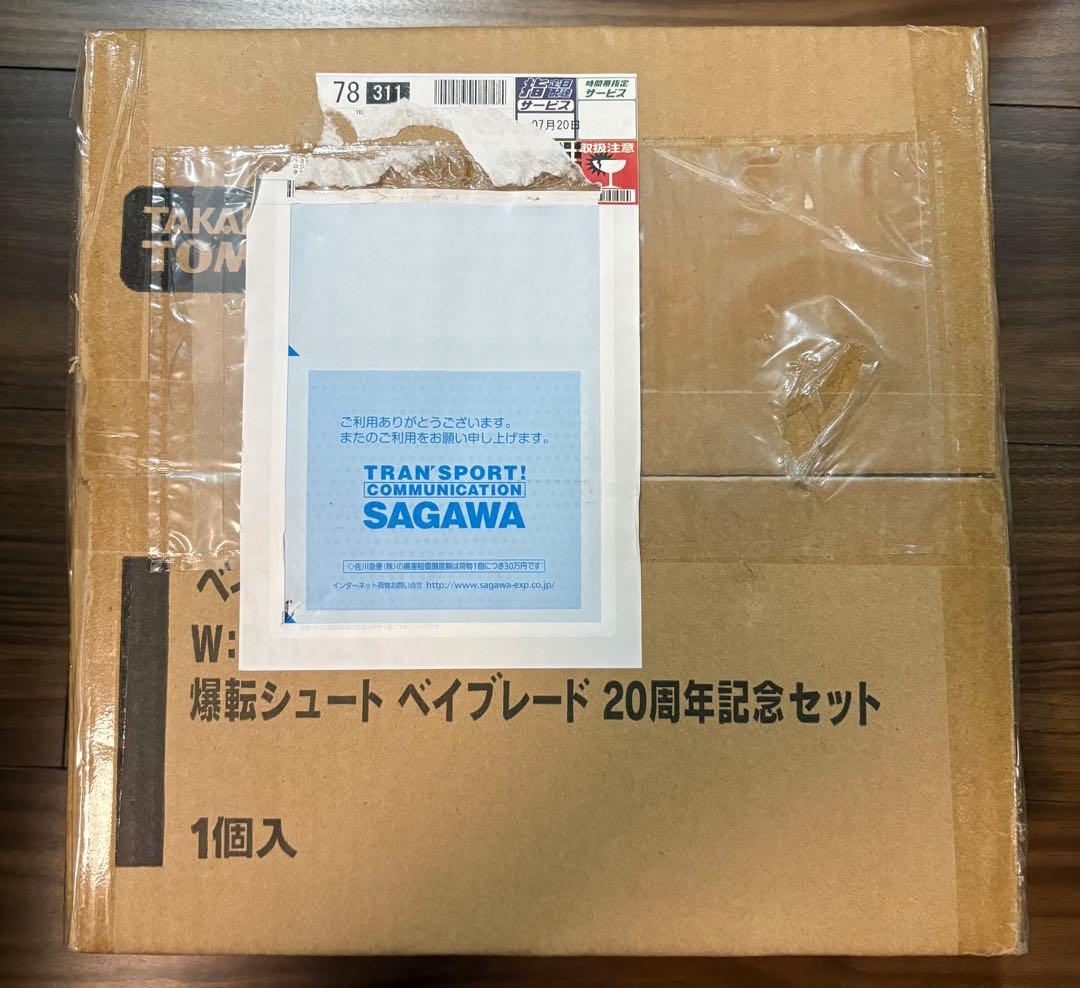 78 311
指定日配達
サービス
時間帯指定
サービス
07月20日
取扱注意
TAKA
TOM
ご利用ありがとうございます。
またのご利用をお願い申し上げます。
TRANSPORT!
COMMUNICATION
SAGAWA
◇佐川急便(株)の損害賠償限度額は荷物1個につき30万円です
インターネット荷物お問い合せ http://www.sagawa-exp.co.jp/
ベ
W:
爆転シュート ベイブレード 20周年記念セット
1個入